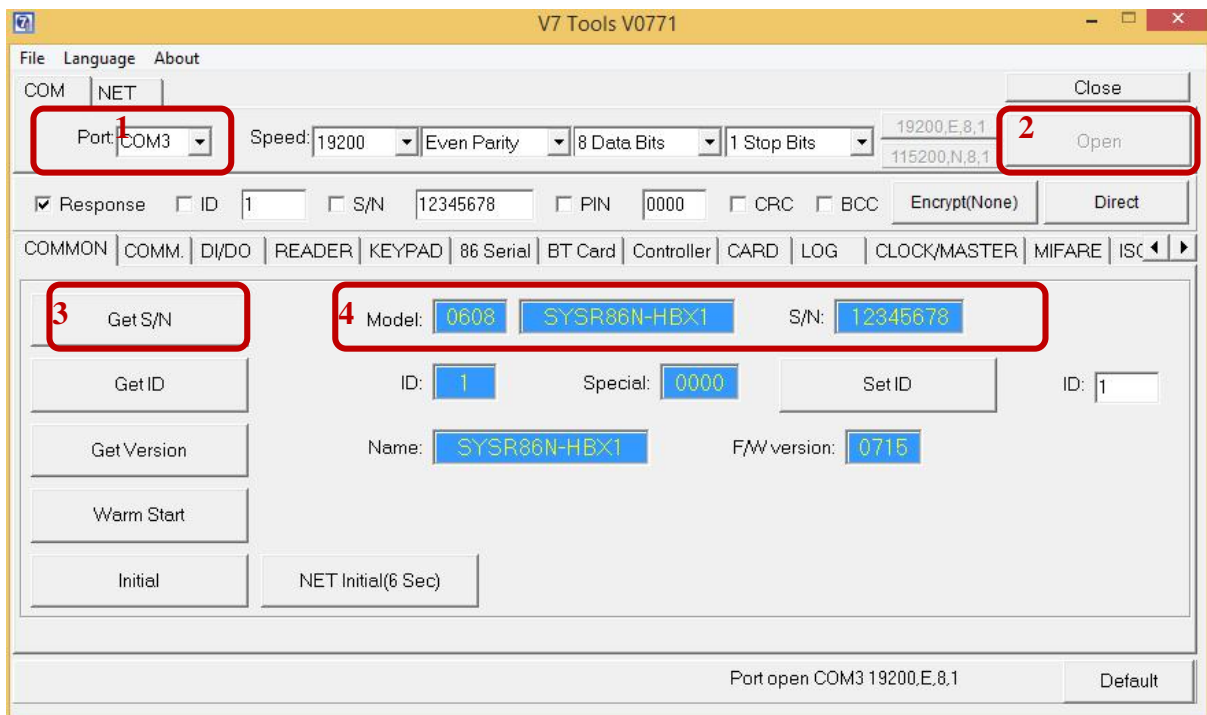 V7 Tools V0771
File Language About
COM NET Close
1 Port: COM3 Speed: 19200 Even Parity 8 Data Bits 1 Stop Bits 19200,E,8,1 2 Open
115200,N,8,1
Response ID 1 S/N 12345678 PIN 0000 CRC BCC Encrypt(None) Direct
COMMON COMM. DI/DO READER KEYPAD 86 Serial BT Card Controller CARD LOG CLOCK/MASTER MIFARE ISO
3 Get S/N 4 Model: 0608 SYSR86N-HBX1 S/N: 12345678
Get ID ID: 1 Special: 0000 Set ID ID: 1
Get Version Name: SYSR86N-HBX1 F/W version: 0715
Warm Start
Initial NET Initial(6 Sec)
Port open COM3 19200,E,8,1 Default